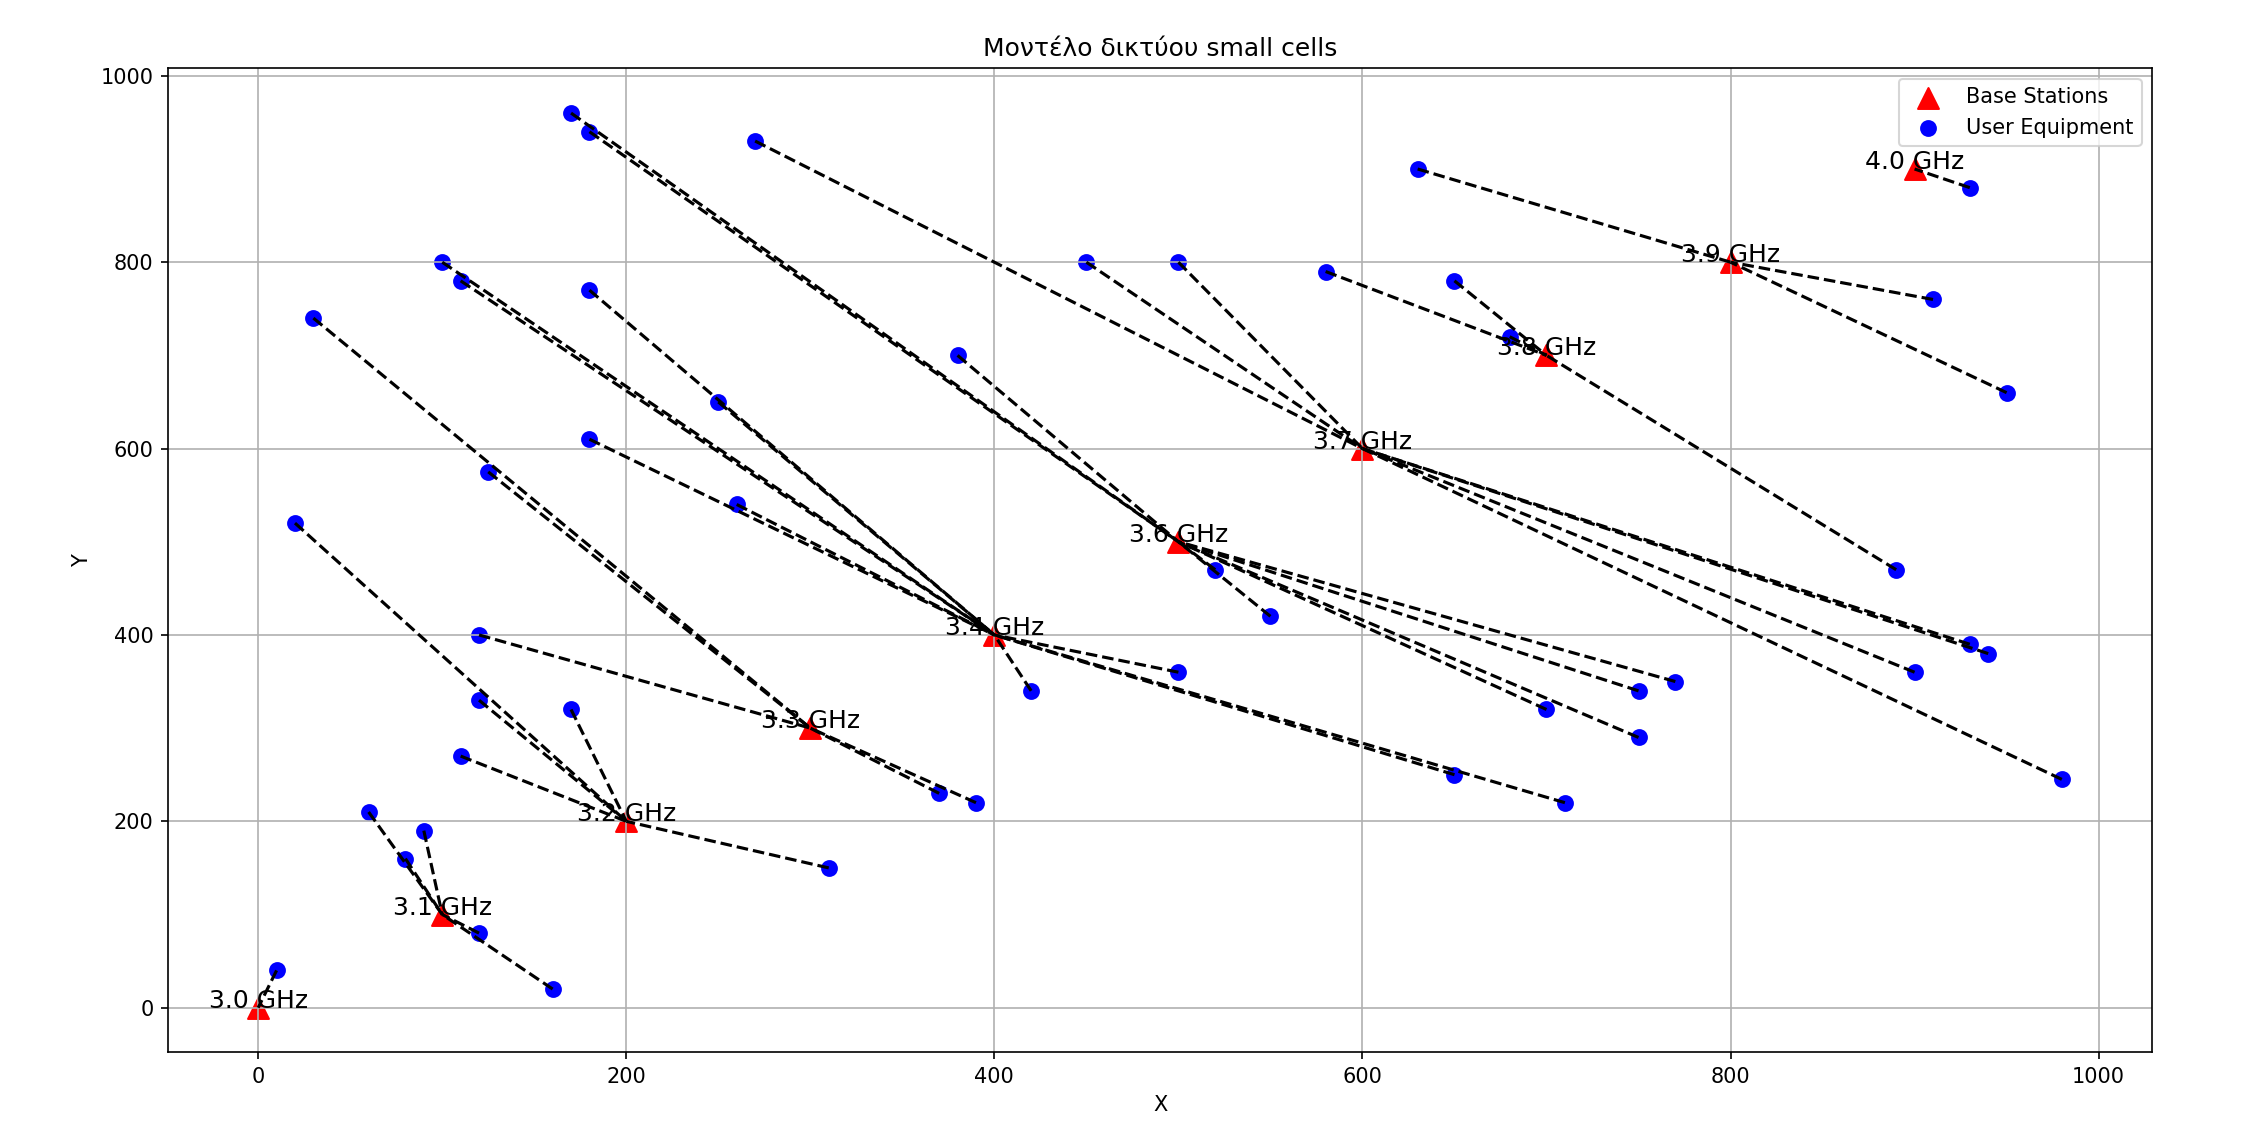 Μοντέλο δικτύου small cells
Base Stations
User Equipment
1000
800
600
400
200
0
Y
4.0 GHz
3.9 GHz
3.8 GHz
3.7 GHz
3.6 GHz
3.4 GHz
3.3 GHz
3.2 GHz
3.1 GHz
3.0 GHz
0 200 400 600 800 1000
X